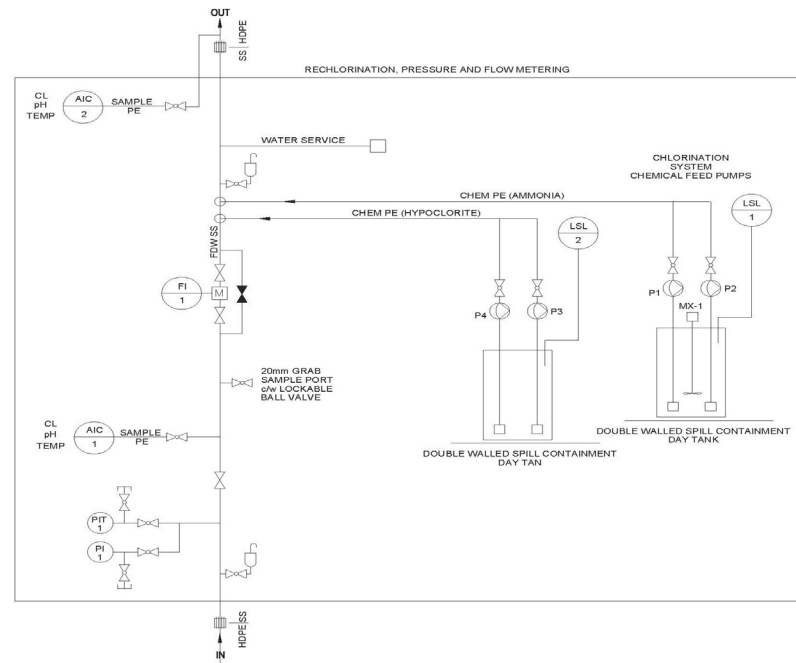 OUT
SS | HDPE
RECHLORINATION, PRESSURE AND FLOW METERING
CL
pH
TEMP
AIC
2
SAMPLE
PE
WATER SERVICE
CHLORINATION
SYSTEM
CHEMICAL FEED PUMPS
CHEM PE (AMMONIA)
LSL
1
CHEM PE (HYPOCLORITE)
LSL
2
FDW SS
FI
1
M
P1
P2
MX-1
P4
P3
20mm GRAB
SAMPLE PORT
c/w LOCKABLE
BALL VALVE
CL
pH
TEMP
AIC
1
SAMPLE
PE
DOUBLE WALLED SPILL CONTAINMENT
DAY TANK
DOUBLE WALLED SPILL CONTAINMENT
DAY TAN
PIT
1
PI
1
HDPE | SS
IN